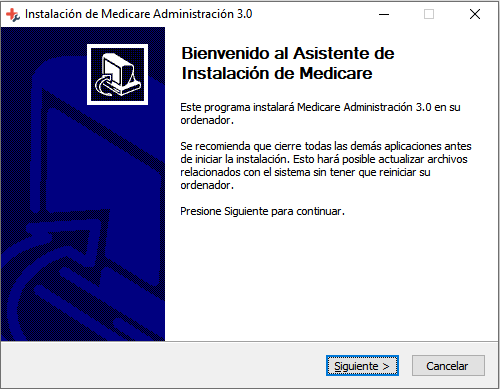 Instalación de Medicare Administración 3.0
Bienvenido al Asistente de
Instalación de Medicare
Este programa instalará Medicare Administración 3.0 en su
ordenador.
Se recomienda que cierre todas las demás aplicaciones antes
de iniciar la instalación. Esto hará posible actualizar archivos
relacionados con el sistema sin tener que reiniciar su
ordenador.
Presione Siguiente para continuar.
Siguiente >
Cancelar